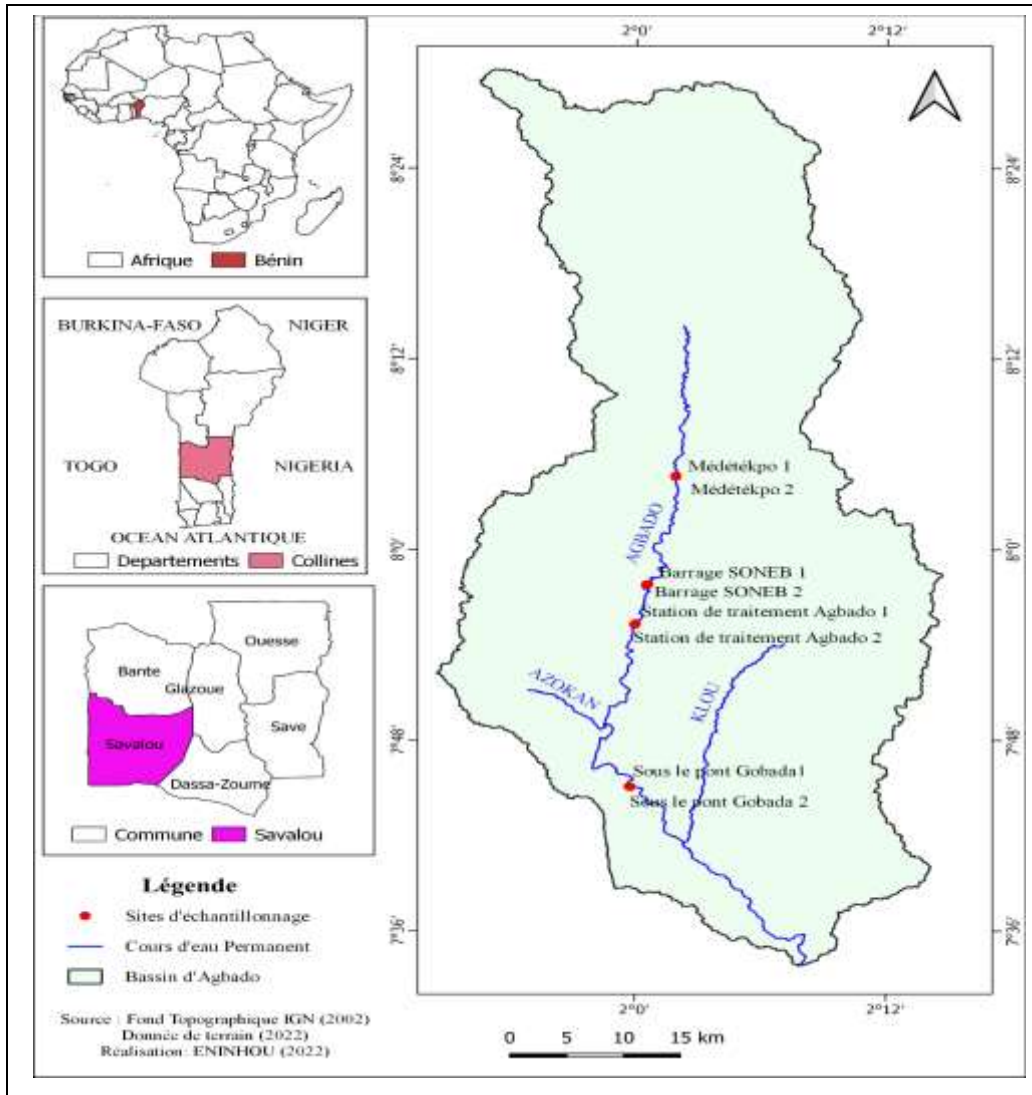 Afrique Bénin
BURKINA-FASO NIGER
TOGO NIGERIA
OCEAN ATLANTIQUE
Departements Collines
Ouesse
Bante
Glazoue
Savalou
Save
Dassa-Zoume
Commune Savalou
Légende
Sites d'échantillonnage
Cours d'eau Permanent
Bassin d'Agbado
Source : Fond Topographique IGN (2002)
Donnée de terrain (2022)
Réalisation: ENINHOU (2022)
2°0' 2°12'
8°24' 8°24'
8°12' 8°12'
Médétékpo 1
Médétékpo 2
AGBADO
8°0' 8°0'
Barrage SONEB 1
Barrage SONEB 2
Station de traitement Agbado 1
Station de traitement Agbado 2
AZOKAN
KLOU
7°48' 7°48'
Sous le pont Gobada1
Sous le pont Gobada 2
7°36' 7°36'
2°0' 2°12'
0 5 10 15 km